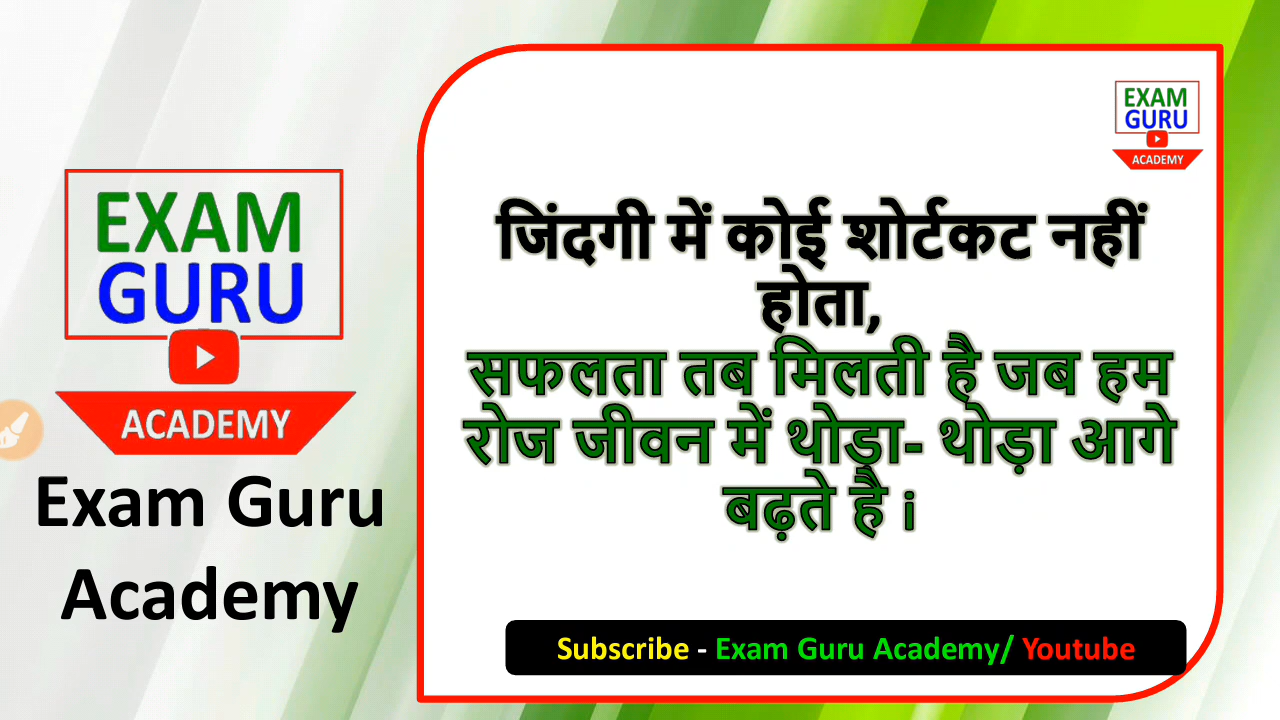 EXAM
GURU
ACADEMY
Exam Guru
Academy
EXAM
GURU
ACADEMY
जिंदगी में कोई शोर्टकट नहीं
होता,
सफलता तब मिलती है जब हम
रोज जीवन में थोड़ा- थोड़ा आगे
बढ़ते है i
Subscribe - Exam Guru Academy/ Youtube